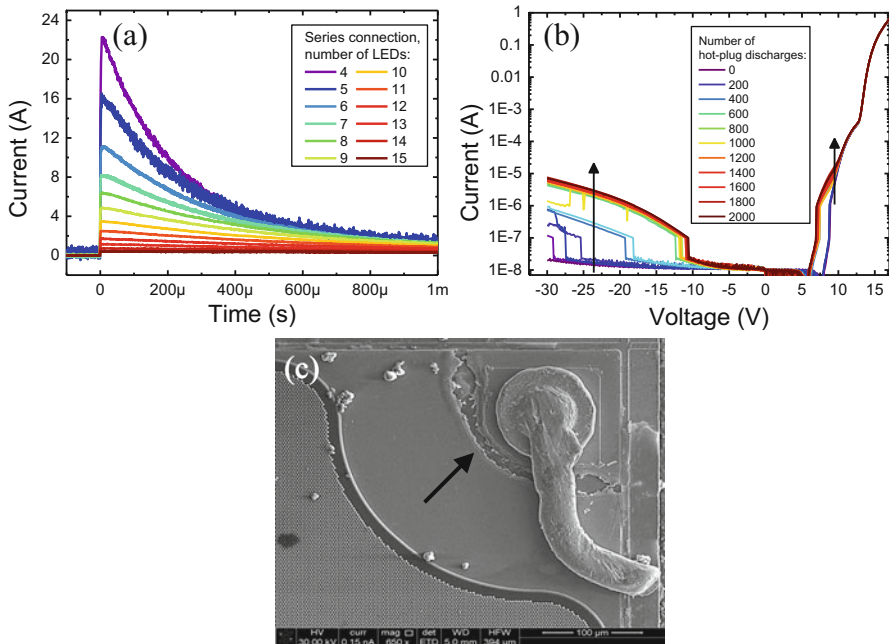 (a)
Series connection,
number of LEDs:
4 10
5 11
6 12
7 13
8 14
9 15
24
20
16
12
8
4
0
Current (A)
0 200µ 400µ 600µ 800µ 1m
Time (s)
(b)
Number of
hot-plug discharges:
0
200
400
600
800
1000
1200
1400
1600
1800
2000
1
0.1
0.01
1E-3
1E-4
1E-5
1E-6
1E-7
1E-8
Current (A)
-30 -25 -20 -15 -10 -5 0 5 10 15
Voltage (V)
(c)
HV curr mag det WD HFW
30.00 kV 0.15 nA 650 x ETD 5.0 mm 394 µm
100 µm